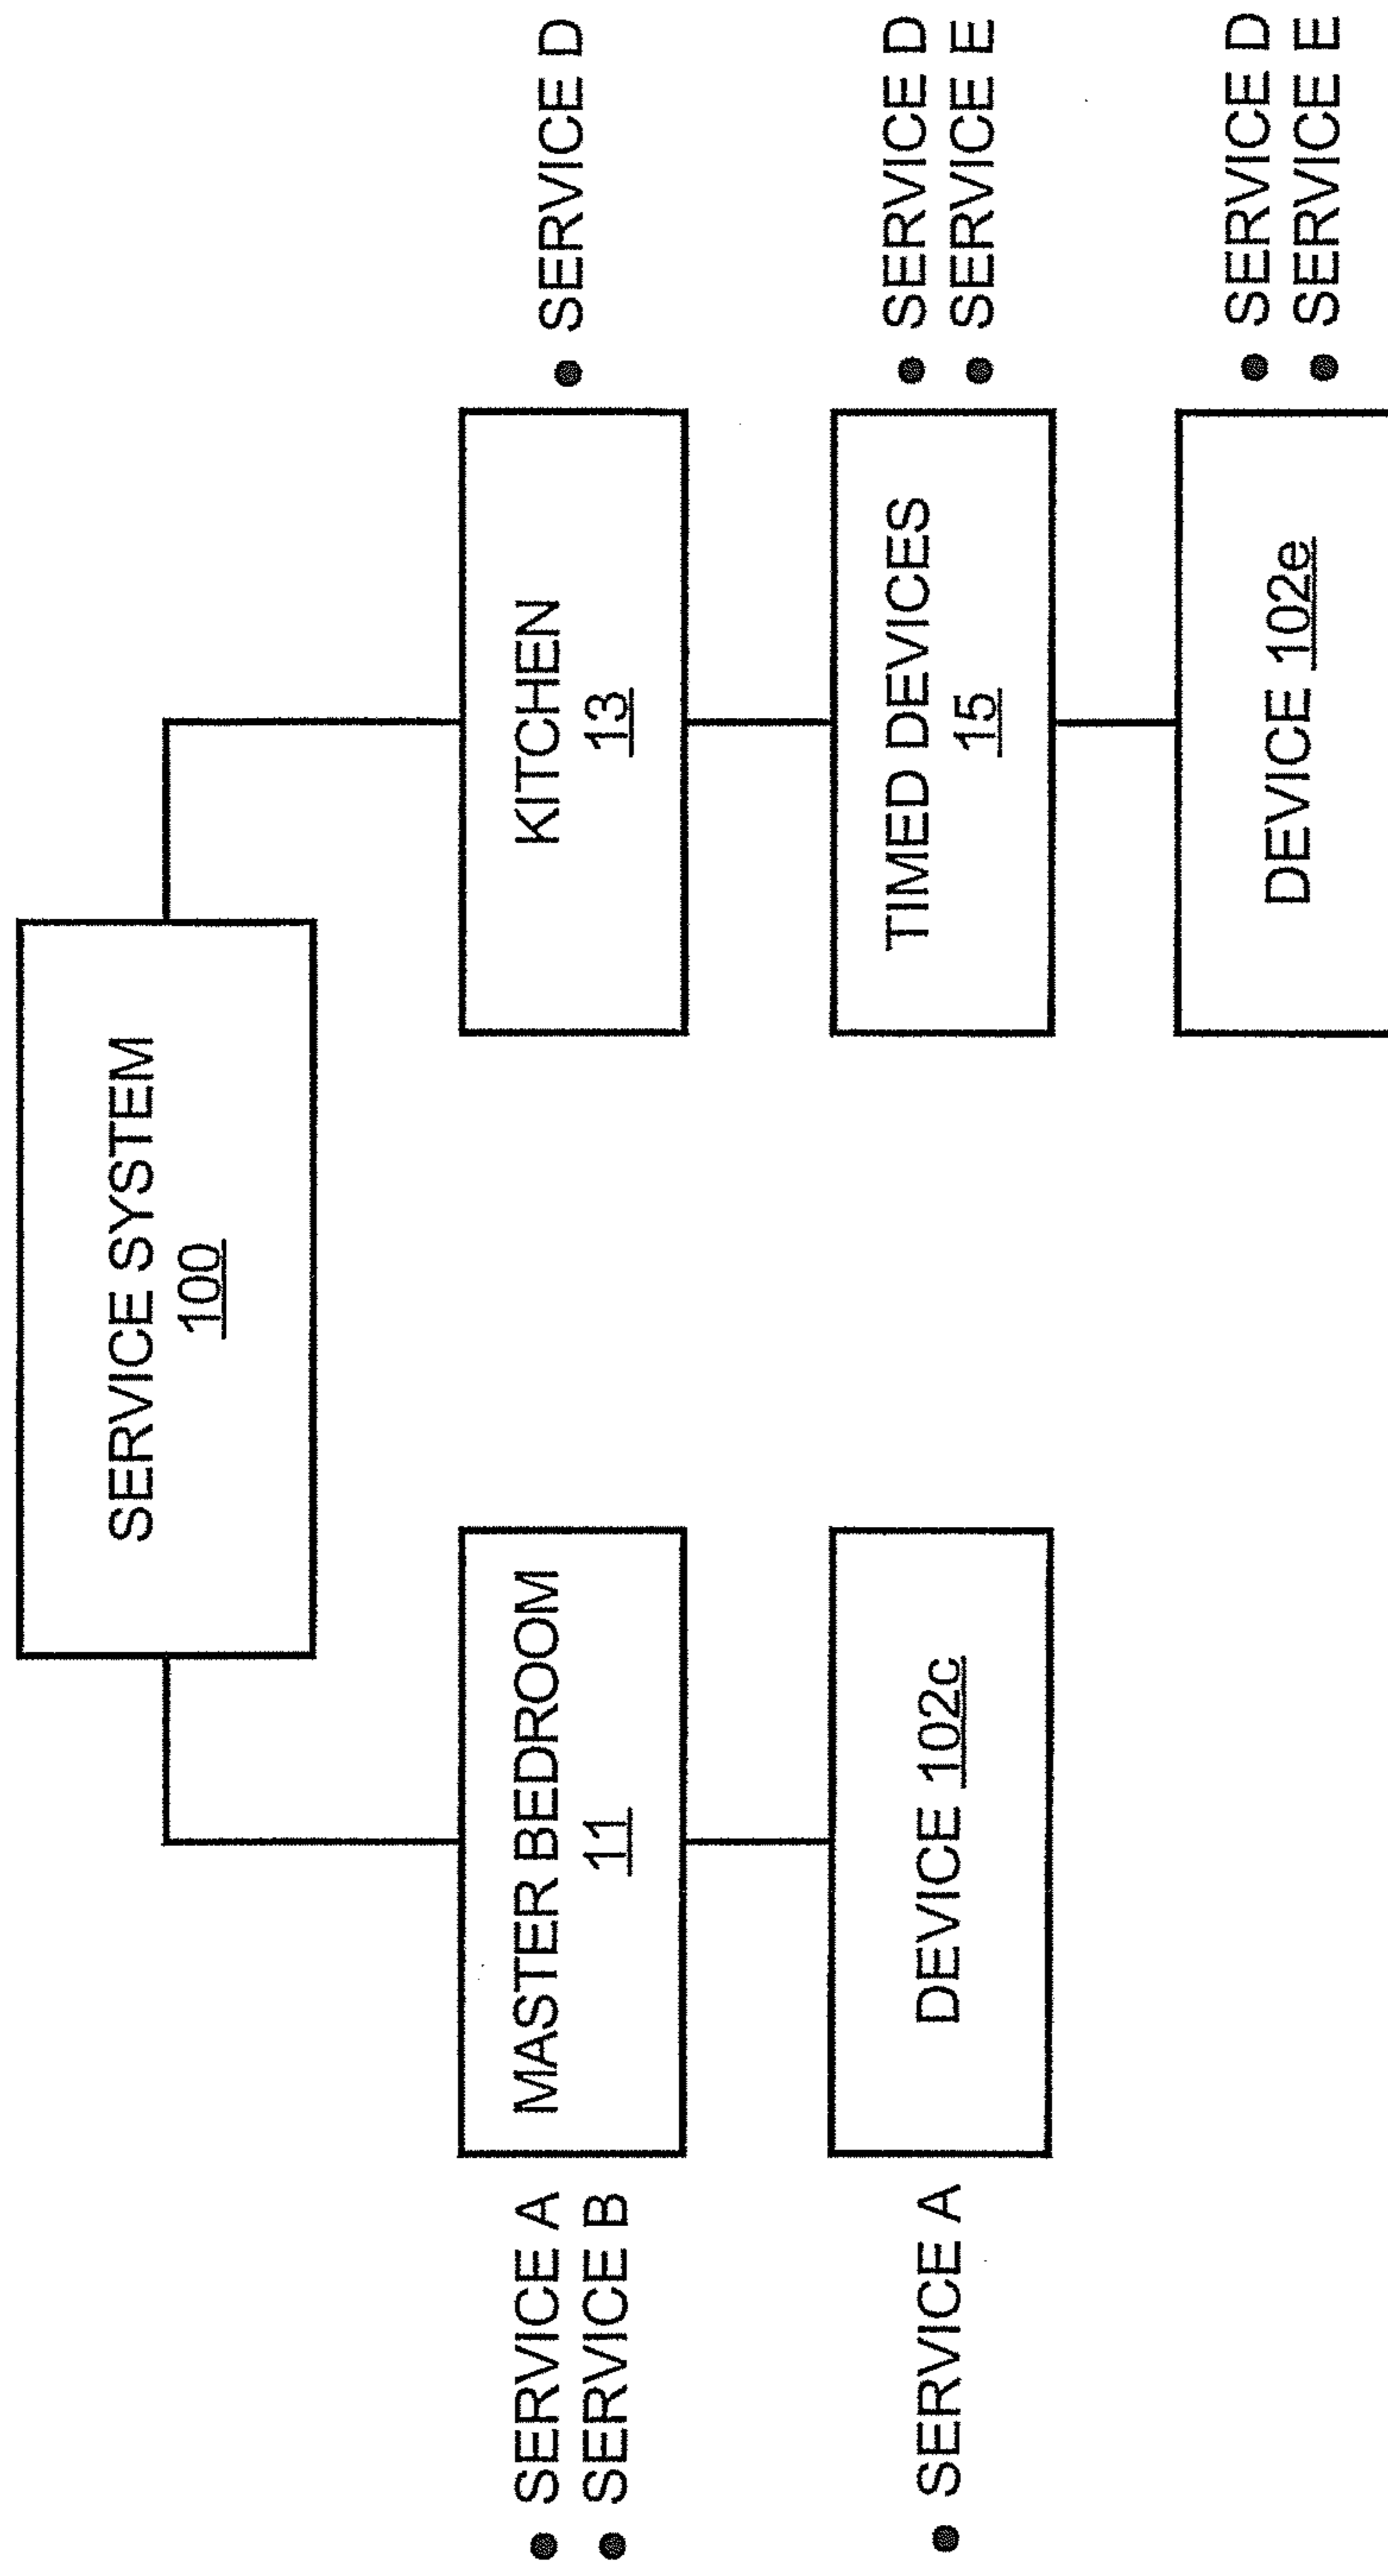 SERVICE SYSTEM
100
● SERVICE A
● SERVICE B
MASTER BEDROOM
11
KITCHEN
13
● SERVICE D
● SERVICE A
DEVICE 102c
TIMED DEVICES
15
● SERVICE D
● SERVICE E
DEVICE 102e
● SERVICE D
● SERVICE E